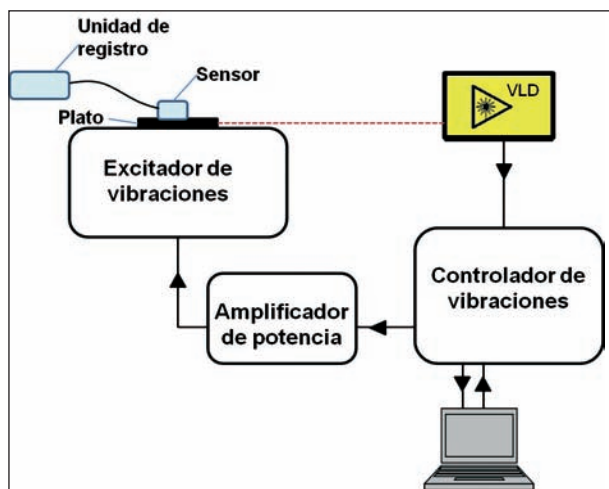 Unidad de
registro
Sensor
Plato
VLD
Excitador de
vibraciones
Controlador de
vibraciones
Amplificador
de potencia